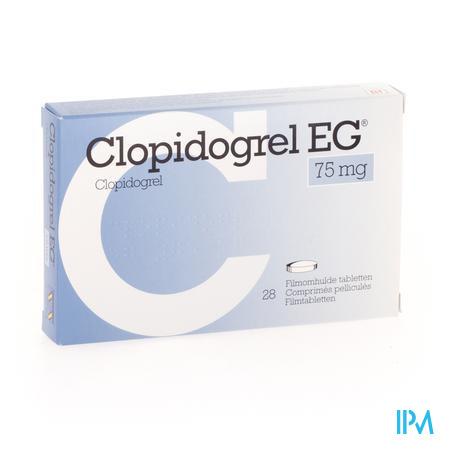 Clopidogrel EG®
Clopidogrel
75 mg
28
Filmomhulde tabletten
Comprimés pelliculés
Filmtabletten
IPM